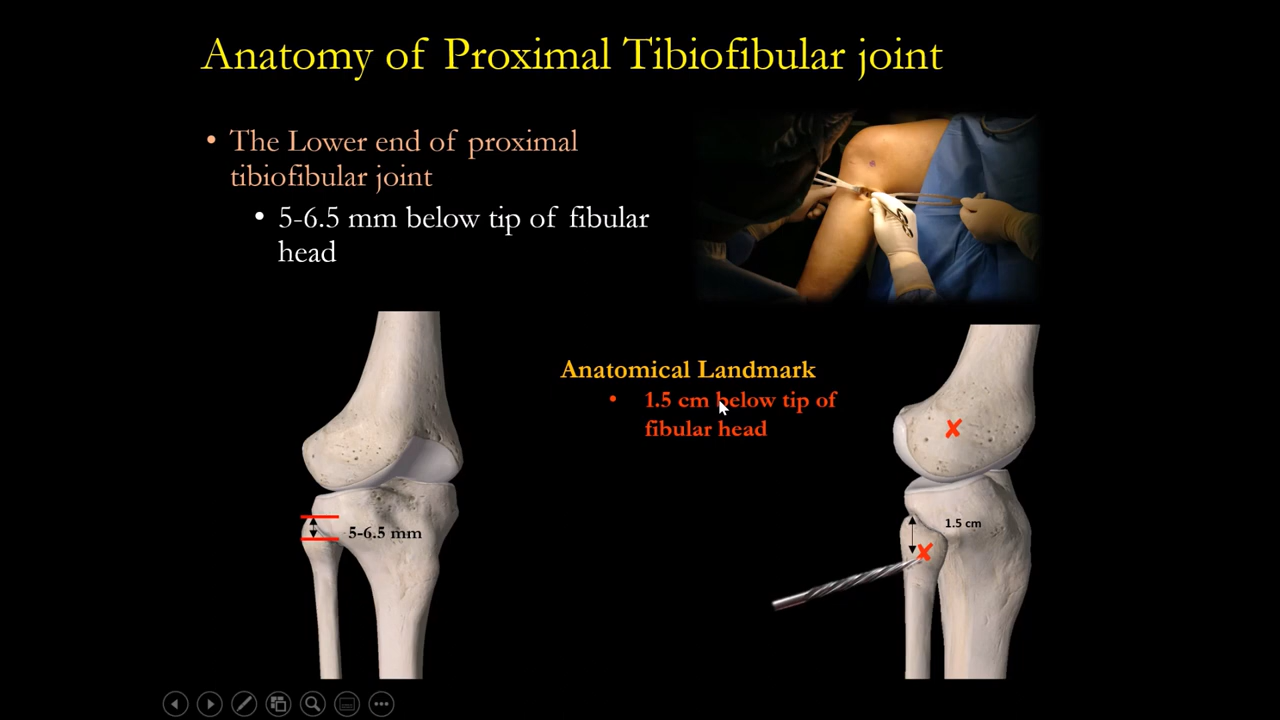 Anatomy of Proximal Tibiofibular joint
• The Lower end of proximal
tibiofibular joint
• 5-6.5 mm below tip of fibular
head
Anatomical Landmark
• 1.5 cm below tip of
fibular head
5-6.5 mm
1.5 cm